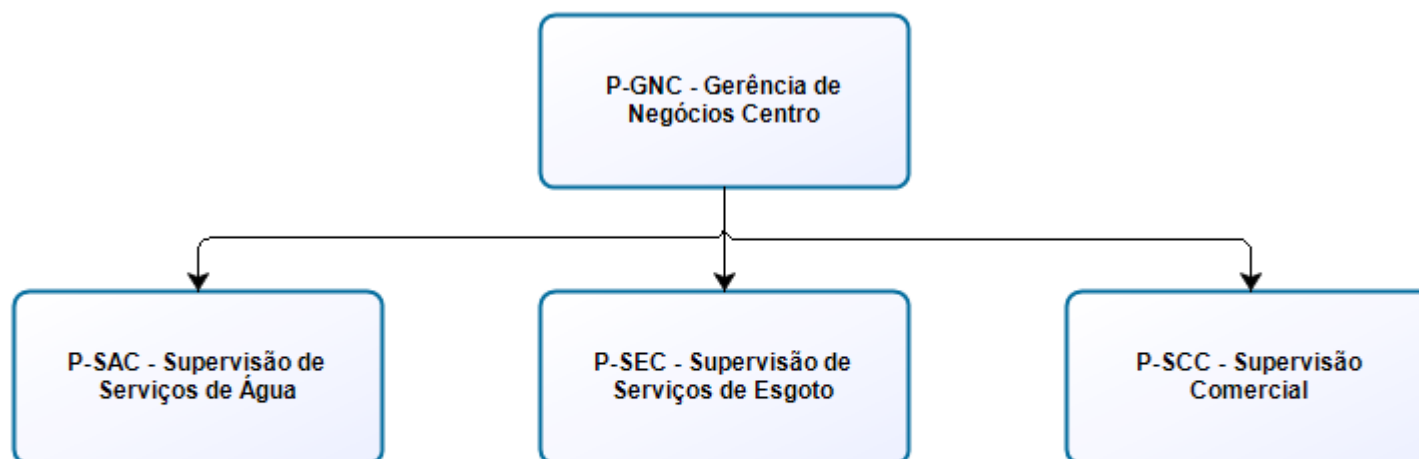 P-GNC - Gerência de
Negócios Centro
P-SAC - Supervisão de
Serviços de Água
P-SEC - Supervisão de
Serviços de Esgoto
P-SCC - Supervisão
Comercial